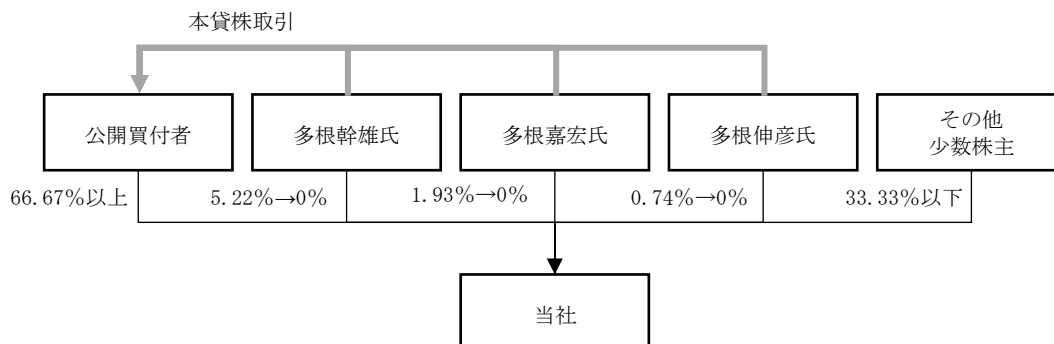 本貸株取引
公開買付者
多根幹雄氏
多根嘉宏氏
多根伸彦氏
その他
少数株主
66.67%以上
5.22%→0%
1.93%→0%
0.74%→0%
33.33%以下
当社